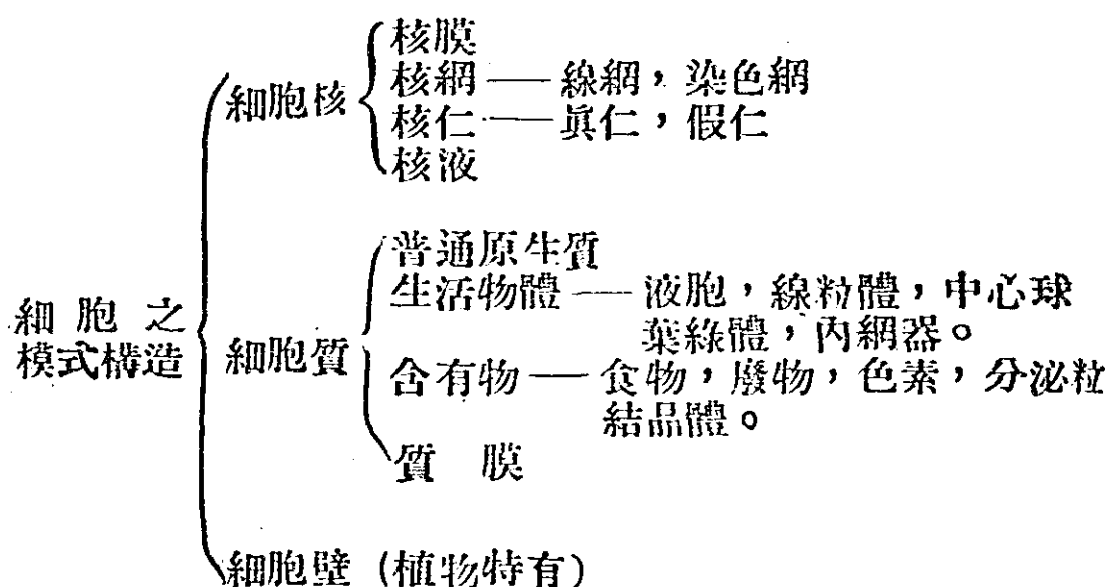 細胞之
模式構造
細胞核
核膜
核網——線網，染色網
核仁——眞仁，假仁
核液
細胞質
普通原生質
生活物體——液胞，線粒體，中心球
葉綠體，內網器。
含有物——食物，廢物，色素，分泌粒
結晶體。
質　膜
細胞壁（植物特有）